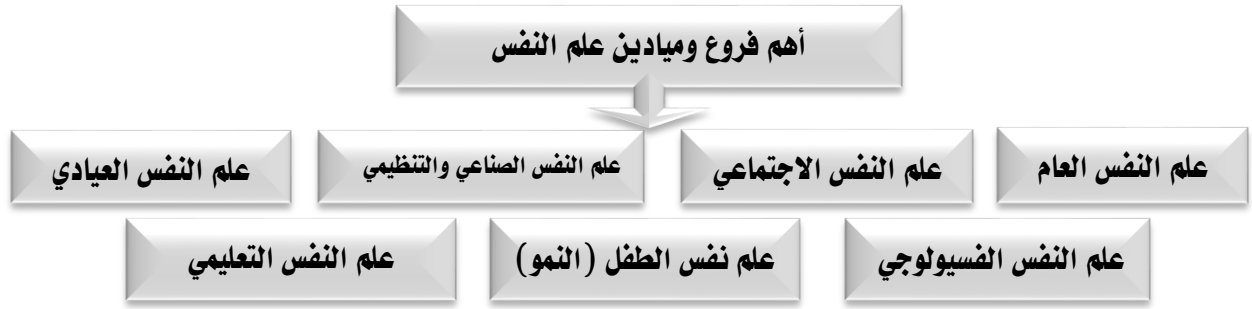 أهم فروع وميادين علم النفس
علم النفس العام
علم النفس الاجتماعي
علم النفس الصناعي والتنظيمي
علم النفس العيادي
علم النفس الفسيولوجي
علم نفس الطفل (النمو)
علم النفس التعليمي